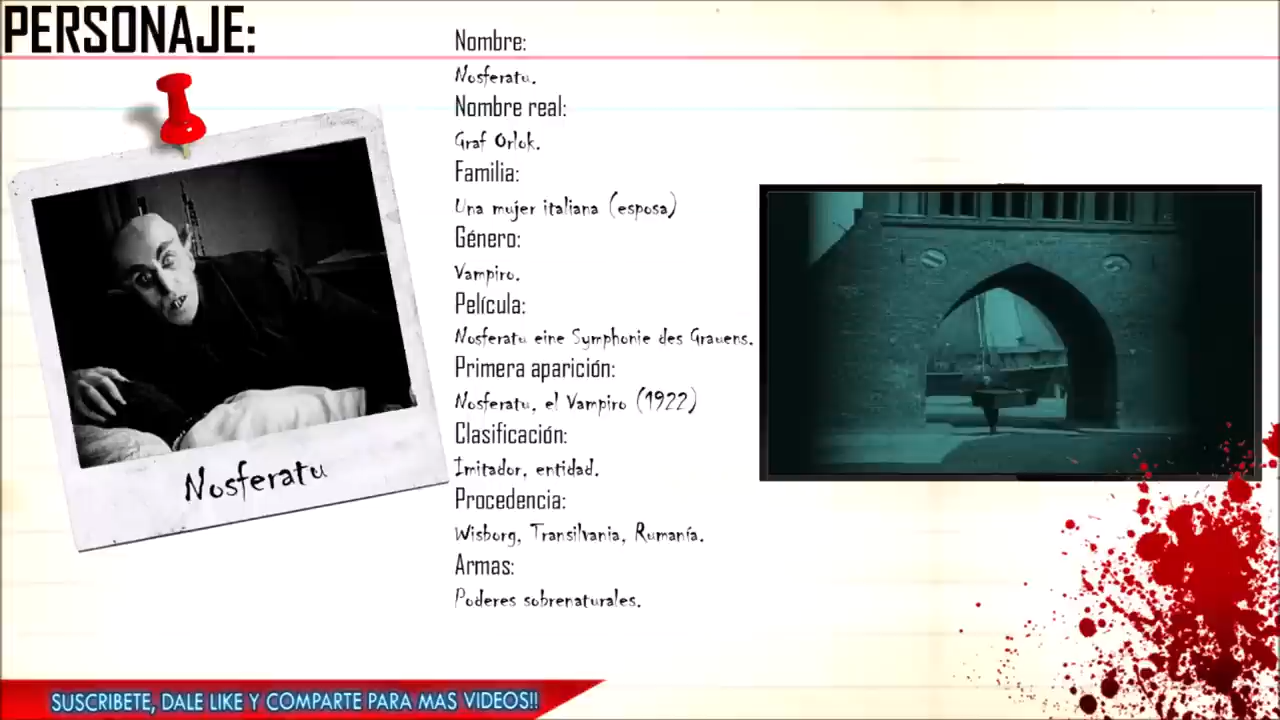 PERSONAJE:
Nombre:
Nosferatu.
Nombre real:
Graf Orlok.
Familia:
Una mujer italiana (esposa)
Género:
Vampiro.
Película:
Nosferatu eine Symphonie des Grauens.
Primera aparición:
Nosferatu, el Vampiro (1922)
Clasificación:
Imitador, entidad.
Procedencia:
Wisborg, Transilvania, Rumanía.
Armas:
Poderes sobrenaturales.
Nosferatu
SUSCRIBETE, DALE LIKE Y COMPARTE PARA MAS VIDEOS!!